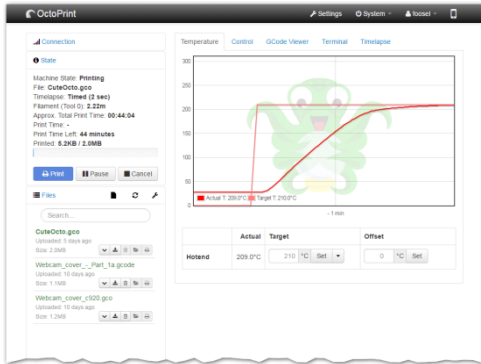 OctoPrint
Settings
System
foosel
Connection
State
Machine State: Printing
File: CuteOcto.gco
Timelapse: Timed (2 sec)
Filament (Tool 0): 2.22m
Approx. Total Print Time: 00:44:04
Print Time: -
Print Time Left: 44 minutes
Printed: 5.2KB / 2.0MB
Print Pause Cancel
Files
Search...
CuteOcto.gco
Uploaded: 5 days ago
Size: 2.0MB
Webcam_cover_-_Part_1a.gcode
Uploaded: 10 days ago
Size: 1.1MB
Webcam_cover_c920.gco
Uploaded: 10 days ago
Size: 1.2MB
Temperature Control GCode Viewer Terminal Timelapse
300
250
200
150
100
50
0
Actual T: 209.0°C Target T: 210.0°C
- 1 min
Actual Target Offset
Hotend 209.0°C 210 °C Set 0 °C Set